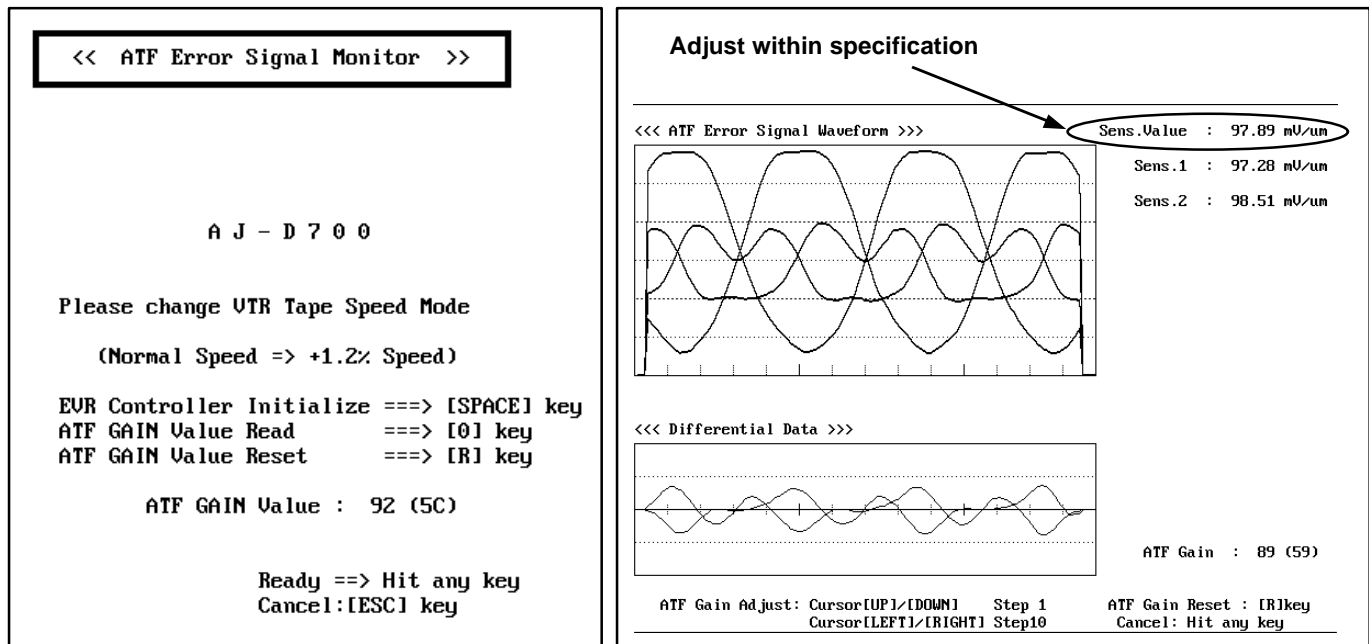 << ATF Error Signal Monitor >>
A J - D 7 0 0
Please change VTR Tape Speed Mode
(Normal Speed => +1.2% Speed)
EVR Controller Initialize ===> [SPACE] key
ATF GAIN Value Read ===> [0] key
ATF GAIN Value Reset ===> [R] key
ATF GAIN Value : 92 (5C)
Ready ==> Hit any key
Cancel:[ESC] key
Adjust within specification
<<< ATF Error Signal Waveform >>>
Sens.Value : 97.89 mV/um
Sens.1 : 97.28 mV/um
Sens.2 : 98.51 mV/um
<<< Differential Data >>>
ATF Gain : 89 (59)
ATF Gain Adjust: Cursor[UP]/[DOWN] Step 1 ATF Gain Reset : [R]key
Cursor[LEFT]/[RIGHT] Step10 Cancel: Hit any key